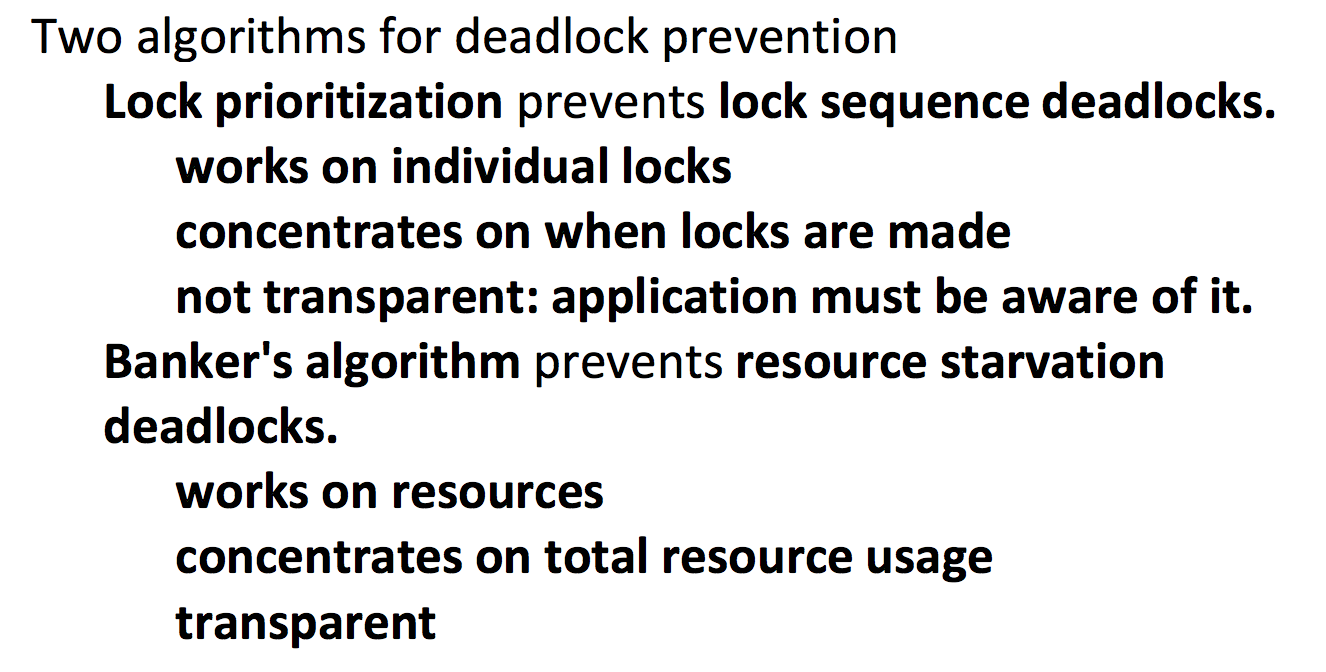 Two algorithms for deadlock prevention
Lock prioritization prevents lock sequence deadlocks.
works on individual locks
concentrates on when locks are made
not transparent: application must be aware of it.
Banker's algorithm prevents resource starvation
deadlocks.
works on resources
concentrates on total resource usage
transparent